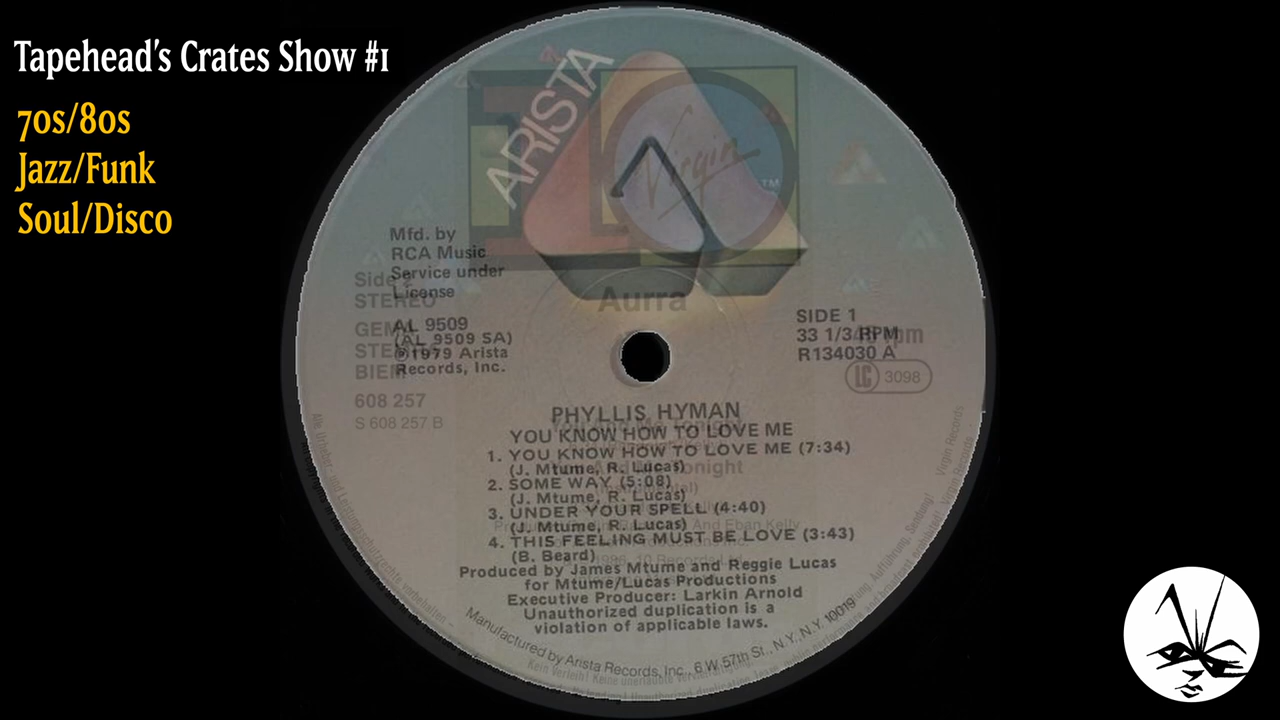 Tapehead's Crates Show #1
70s/80s
Jazz/Funk
Soul/Disco
ARISTA
Virgin
TM
Mfd. by
RCA Music
Service under
License
Side 2
STEREO
AL 9509
(AL 9509 SA)
℗1979 Arista
Records, Inc.
BIEM
608 257
S 608 257 B
Aurra
SIDE 1
33 1/3 RPM
R134030 A
LC 3098
PHYLLIS HYMAN
YOU KNOW HOW TO LOVE ME
1. YOU KNOW HOW TO LOVE ME (7:34)
(J. Mtume, R. Lucas)
2. SOME WAY (5:08)
(J. Mtume, R. Lucas)
3. UNDER YOUR SPELL (4:40)
(J. Mtume, R. Lucas)
4. THIS FEELING MUST BE LOVE (3:43)
(B. Beard)
Produced by James Mtume and Reggie Lucas
for Mtume/Lucas Productions
Executive Producer: Larkin Arnold
Unauthorized duplication is a
violation of applicable laws.
Manufactured by Arista Records, Inc., 6 W 57th St., N.Y., N.Y. 10019